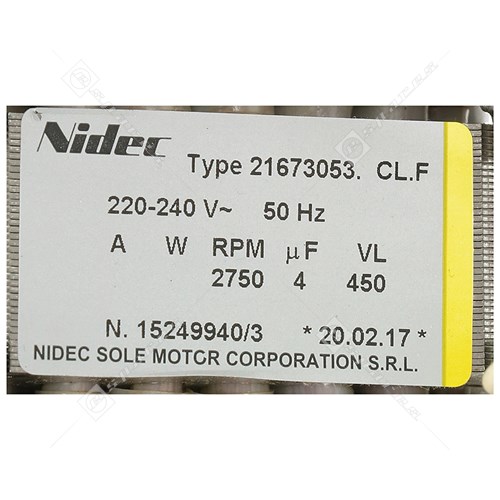 Nidec
Type 21673053. CL.F
220-240 V~ 50 Hz
A W RPM µF VL
2750 4 450
N. 15249940/3 * 20.02.17 *
NIDEC SOLE MOTOR CORPORATION S.R.L.